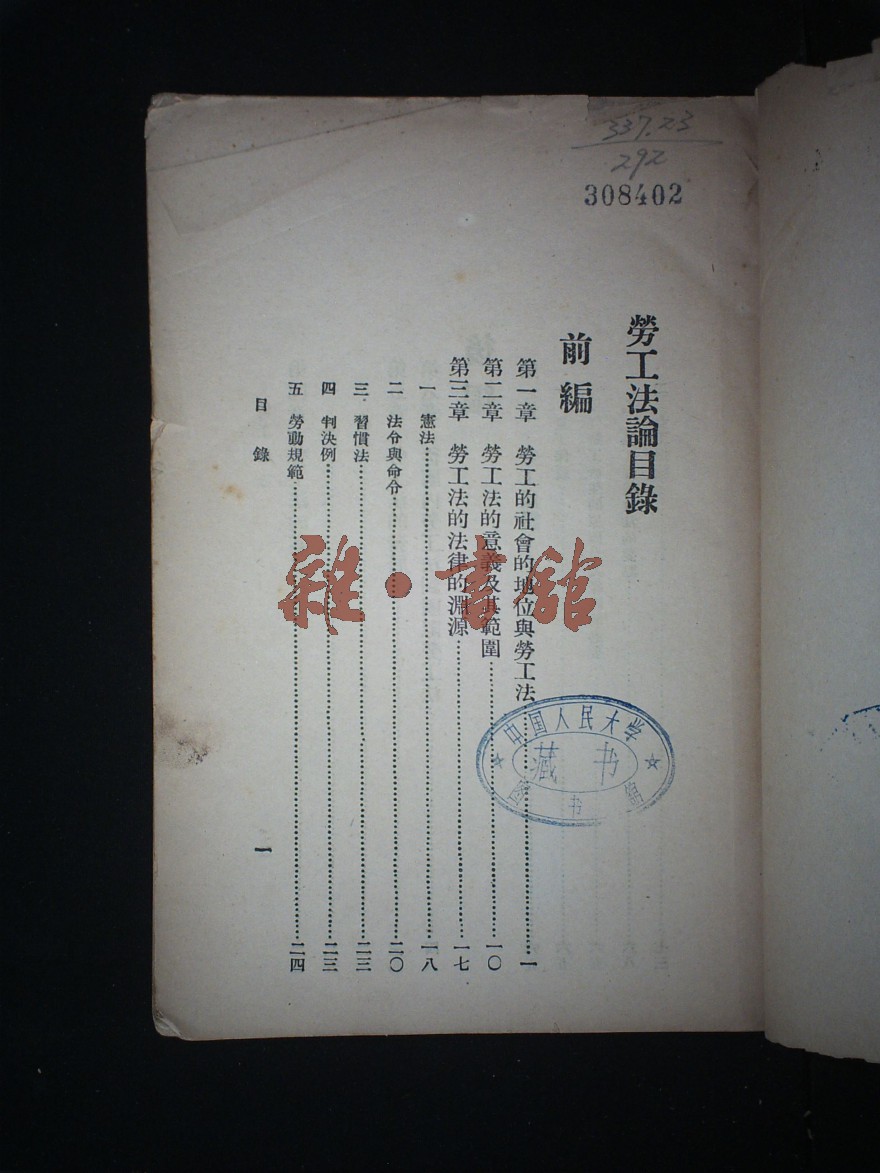 337.23
292
308402
勞工法論目錄
前編
第一章　勞工的社會的地位與勞工法…………一
第二章　勞工法的意義及其範圍…………一〇
第三章　勞工法的法律的淵源…………一七
一　憲法…………一八
二　法令與命令…………二〇
三　習慣法…………二三
四　判決例…………二三
五　勞動規範…………二四
目錄
一
雜·書館
中国人民大学
藏书
图书馆